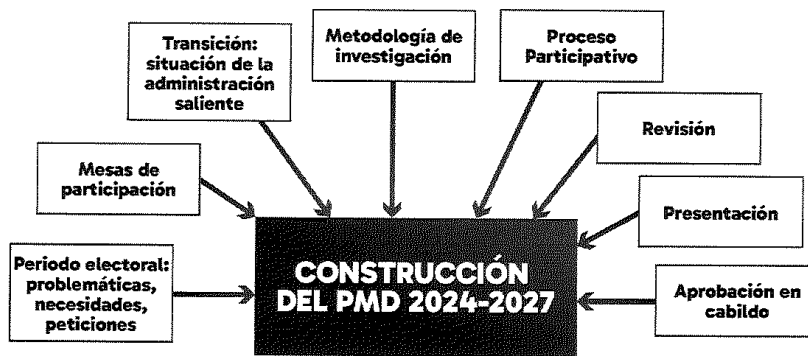 Transición:
situación de la
administración
saliente
Metodología de
investigación
Proceso
Participativo
Revisión
Mesas de
participación
Presentación
Periodo electoral:
problemáticas,
necesidades,
peticiones
CONSTRUCCIÓN
DEL PMD 2024-2027
Aprobación en
cabildo